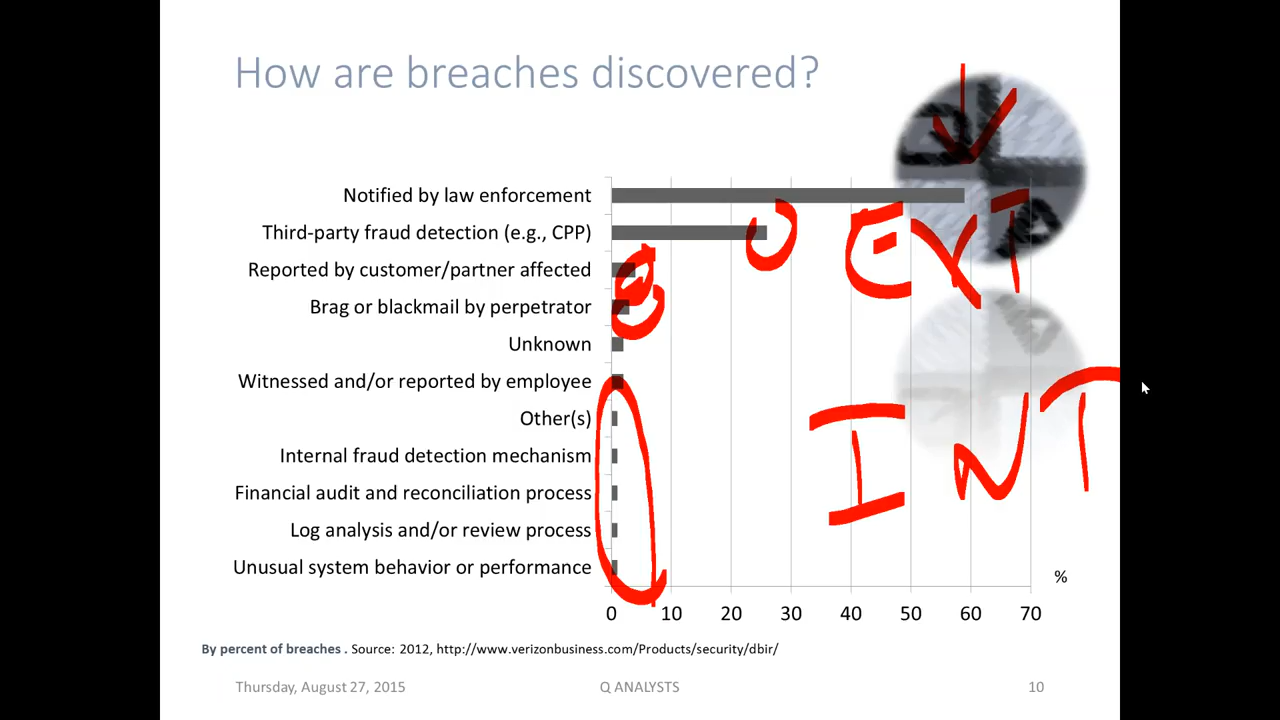 How are breaches discovered?
Notified by law enforcement
Third-party fraud detection (e.g., CPP)
EXT
Reported by customer/partner affected
Brag or blackmail by perpetrator
Unknown
Witnessed and/or reported by employee
Other(s)
INT
Internal fraud detection mechanism
Financial audit and reconciliation process
Log analysis and/or review process
Unusual system behavior or performance
%
0 10 20 30 40 50 60 70
By percent of breaches . Source: 2012, http://www.verizonbusiness.com/Products/security/dbir/
Thursday, August 27, 2015 Q ANALYSTS 10